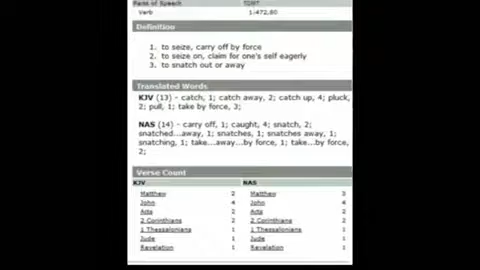 Parts of Speech TDNT
Verb 1:472,80
Definition
1. to seize, carry off by force
2. to seize on, claim for one's self eagerly
3. to snatch out or away
Translated Words
KJV (13) - catch, 1; catch away, 2; catch up, 4; pluck,
2; pull, 1; take by force, 3;
NAS (14) - carry off, 1; caught, 4; snatch, 2;
snatched...away, 1; snatches, 1; snatches away, 1;
snatching, 1; take...away...by force, 1; take...by force,
2;
Verse Count
KJV NAS
Matthew 2 Matthew 3
John 4 John 4
Acts 2 Acts 2
2 Corinthians 2 2 Corinthians 2
1 Thessalonians 1 1 Thessalonians 1
Jude 1 Jude 1
Revelation 1 Revelation 1